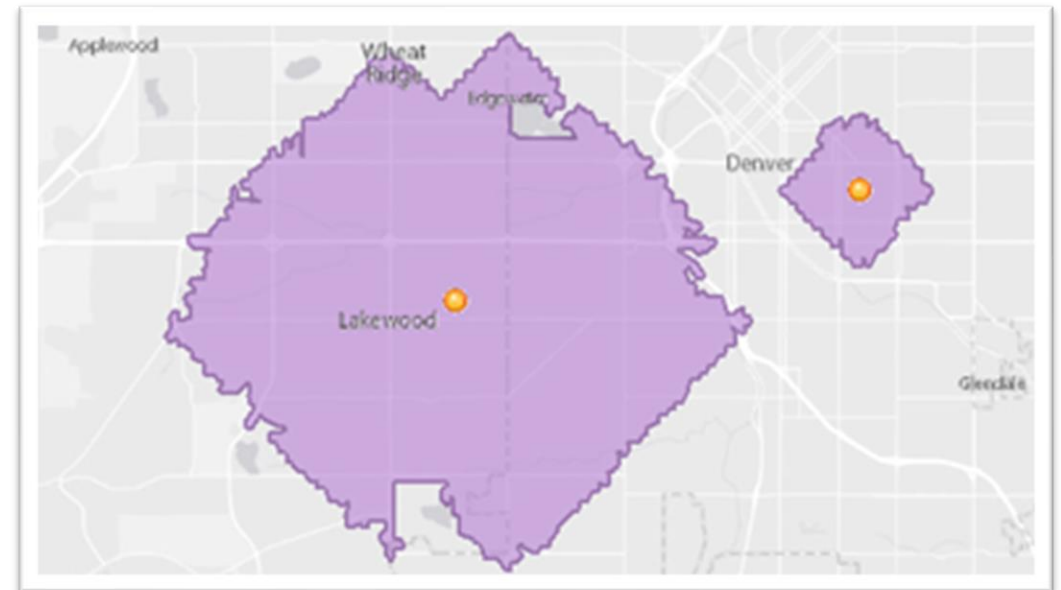 Applewood
Wheat
Ridge
Edgewater
Denver
Lakewood
Glendale